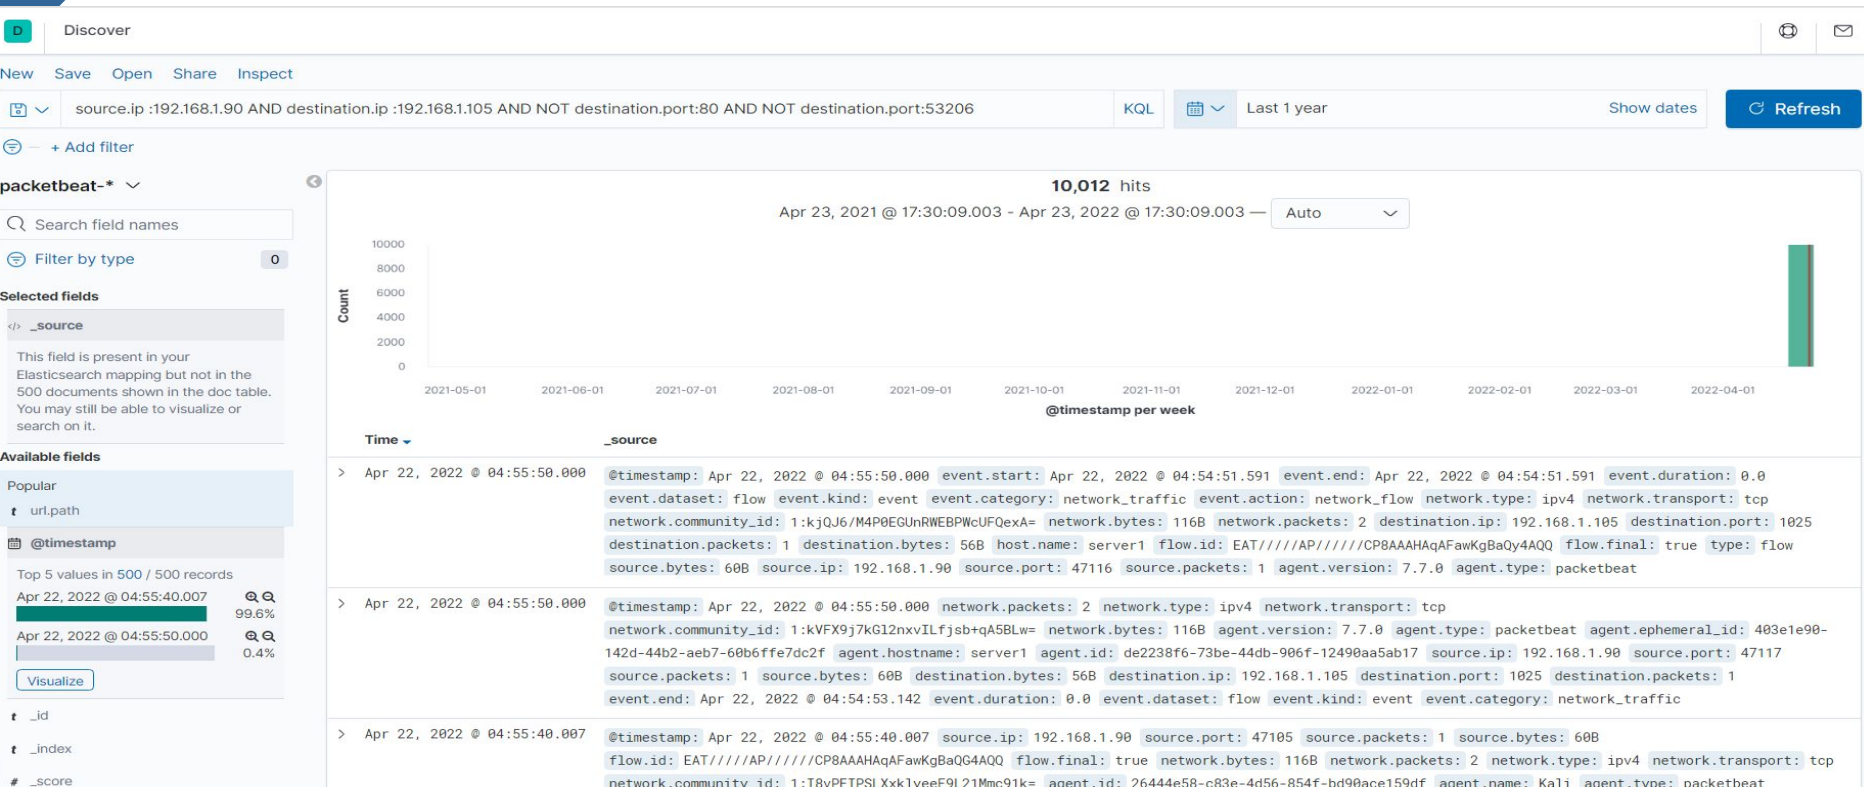 D Discover
New Save Open Share Inspect
source.ip :192.168.1.90 AND destination.ip :192.168.1.105 AND NOT destination.port:80 AND NOT destination.port:53206 KQL Last 1 year Show dates Refresh
+ Add filter
packetbeat-*
Search field names
Filter by type 0
Selected fields
_source
This field is present in your
Elasticsearch mapping but not in the
500 documents shown in the doc table.
You may still be able to visualize or
search on it.
Available fields
Popular
t url.path
@timestamp
Top 5 values in 500 / 500 records
Apr 22, 2022 @ 04:55:40.007
99.6%
Apr 22, 2022 @ 04:55:50.000
0.4%
Visualize
t _id
t _index
# _score
10,012 hits
Apr 23, 2021 @ 17:30:09.003 - Apr 23, 2022 @ 17:30:09.003 — Auto
Count
10000
8000
6000
4000
2000
0
2021-05-01 2021-06-01 2021-07-01 2021-08-01 2021-09-01 2021-10-01 2021-11-01 2021-12-01 2022-01-01 2022-02-01 2022-03-01 2022-04-01
@timestamp per week
Time _source
Apr 22, 2022 @ 04:55:50.000 @timestamp: Apr 22, 2022 @ 04:55:50.000 event.start: Apr 22, 2022 @ 04:54:51.591 event.end: Apr 22, 2022 @ 04:54:51.591 event.duration: 0.0
event.dataset: flow event.kind: event event.category: network_traffic event.action: network_flow network.type: ipv4 network.transport: tcp
network.community_id: 1:kjQJ6/M4P0EGUnRWEBPWcUFQexA= network.bytes: 116B network.packets: 2 destination.ip: 192.168.1.105 destination.port: 1025
destination.packets: 1 destination.bytes: 56B host.name: server1 flow.id: EAT/////AP//////CP8AAAHAqAFawKgBaQy4AQQ flow.final: true type: flow
source.bytes: 60B source.ip: 192.168.1.90 source.port: 47116 source.packets: 1 agent.version: 7.7.0 agent.type: packetbeat
Apr 22, 2022 @ 04:55:50.000 @timestamp: Apr 22, 2022 @ 04:55:50.000 network.packets: 2 network.type: ipv4 network.transport: tcp
network.community_id: 1:kVFX9j7kGl2nxvILfjsb+qA5BLw= network.bytes: 116B agent.version: 7.7.0 agent.type: packetbeat agent.ephemeral_id: 403e1e90-
142d-44b2-aeb7-60b6ffe7dc2f agent.hostname: server1 agent.id: de2238f6-73be-44db-906f-12490aa5ab17 source.ip: 192.168.1.90 source.port: 47117
source.packets: 1 source.bytes: 60B destination.bytes: 56B destination.ip: 192.168.1.105 destination.port: 1025 destination.packets: 1
event.end: Apr 22, 2022 @ 04:54:53.142 event.duration: 0.0 event.dataset: flow event.kind: event event.category: network_traffic
Apr 22, 2022 @ 04:55:40.007 @timestamp: Apr 22, 2022 @ 04:55:40.007 source.ip: 192.168.1.90 source.port: 47105 source.packets: 1 source.bytes: 60B
flow.id: EAT/////AP//////CP8AAAHAqAFawKgBaQG4AQQ flow.final: true network.bytes: 116B network.packets: 2 network.type: ipv4 network.transport: tcp
network.community_id: agent.id: 26444e58-c83e-4d56-854f-bd90ace159df agent.name: Kali agent.type: packetbeat